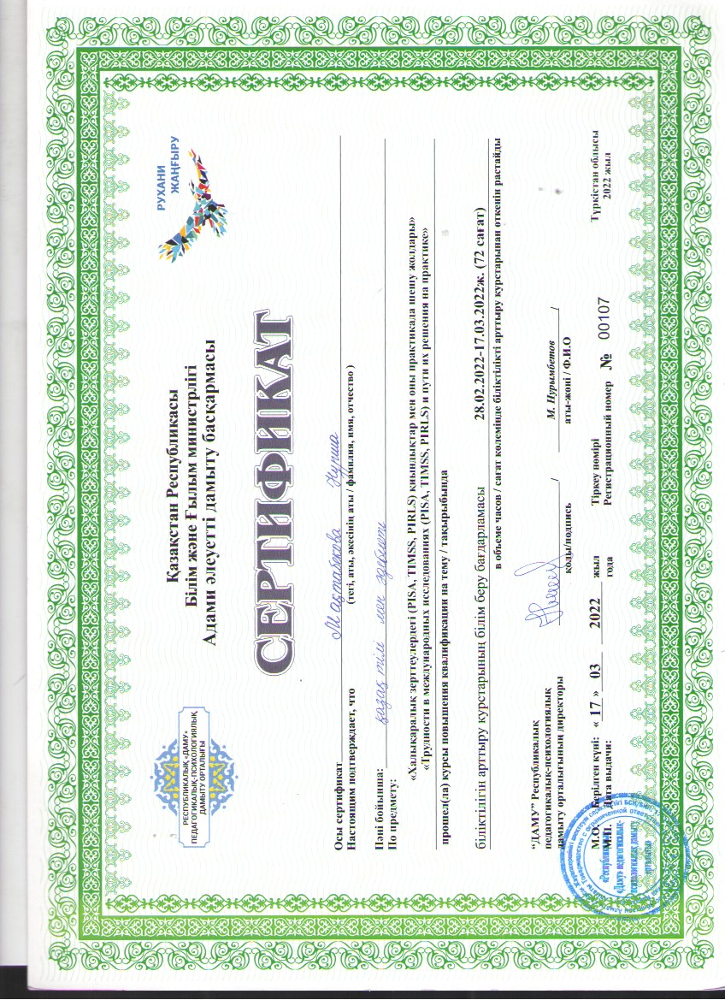 РЕСПУБЛИКАЛЫҚ «ДАМУ»
ПЕДАГОГИКАЛЫҚ-ПСИХОЛОГИЯЛЫҚ
ДАМЫТУ ОРТАЛЫҒЫ
Қазақстан Республикасы
Білім және Ғылым министрлігі
Адами әлеуетті дамыту басқармасы
РУХАНИ
ЖАҢҒЫРУ
СЕРТИФИКАТ
Осы сертификат Мақтабекова Нұрша
Настоящим подтверждает, что (тегі, аты, әкесінің аты / фамилия, имя, отчество )
Пәні бойынша: қазақ тілі мен әдебиеті
По предмету:
«Халықаралық зерттеулердегі (PISA, TIMSS, PIRLS) қиындықтар мен оны практикада шешу жолдары»
«Трудности в международных исследованиях (PISA, TIMSS, PIRLS) и пути их решения на практике»
прошел(ла) курсы повышения квалификации на тему / тақырыбында
біліктілігін арттыру курстарының білім беру бағдарламасы 28.02.2022-17.03.2022ж. (72 сағат)
в объеме часов / сағат көлемінде біліктілікті арттыру курстарынан өткенін растайды
“ДАМУ” Республикалық
педагогикалық-психологиялық / М. Нурымбетов /
дамыту орталығының директоры қолы/подпись аты-жөні / Ф.И.О
М.О. Берілген күні: « 17 » 03 2022 жыл Тіркеу нөмірі Түркістан облысы
М.П. Дата выдачи: года Регистрационный номер № 00107 2022 жыл